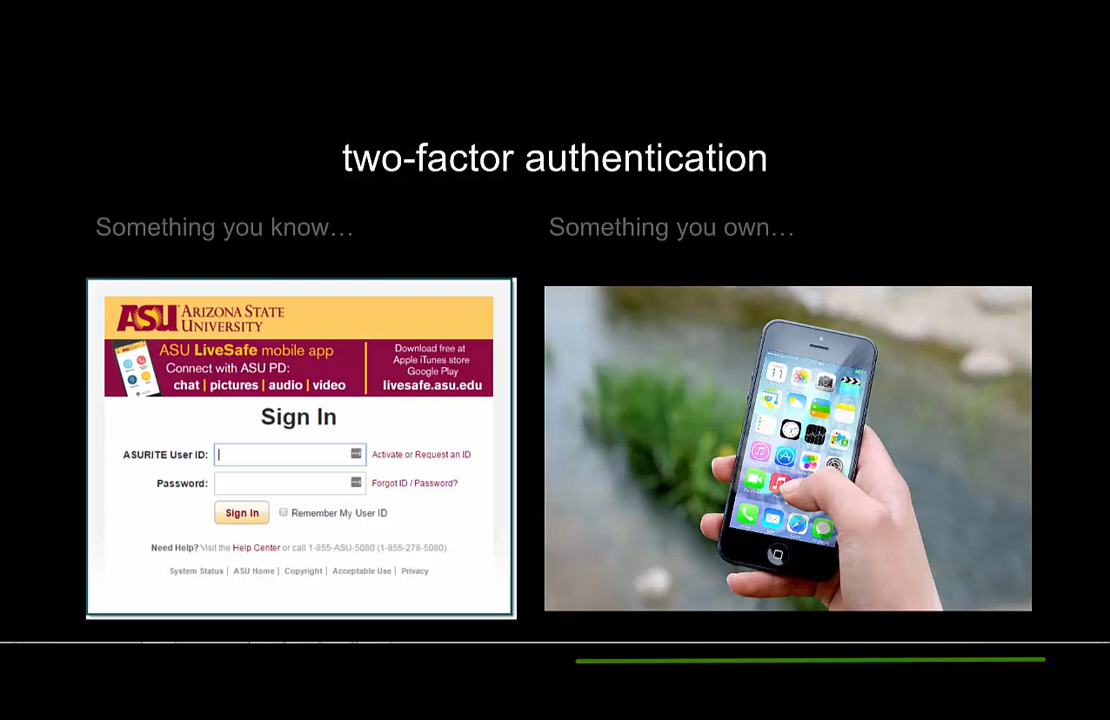 two-factor authentication
Something you know…
Something you own…
ASU ARIZONA STATE
UNIVERSITY
ASU LiveSafe mobile app
Connect with ASU PD:
chat | pictures | audio | video
Download free at
Apple iTunes store
Google Play
livesafe.asu.edu
Sign In
ASURITE User ID:
Activate or Request an ID
Password:
Forgot ID / Password?
Sign In
Remember My User ID
Need Help? Visit the Help Center or call 1-855-ASU-5080 (1-855-278-5080)
System Status | ASU Home | Copyright | Acceptable Use | Privacy